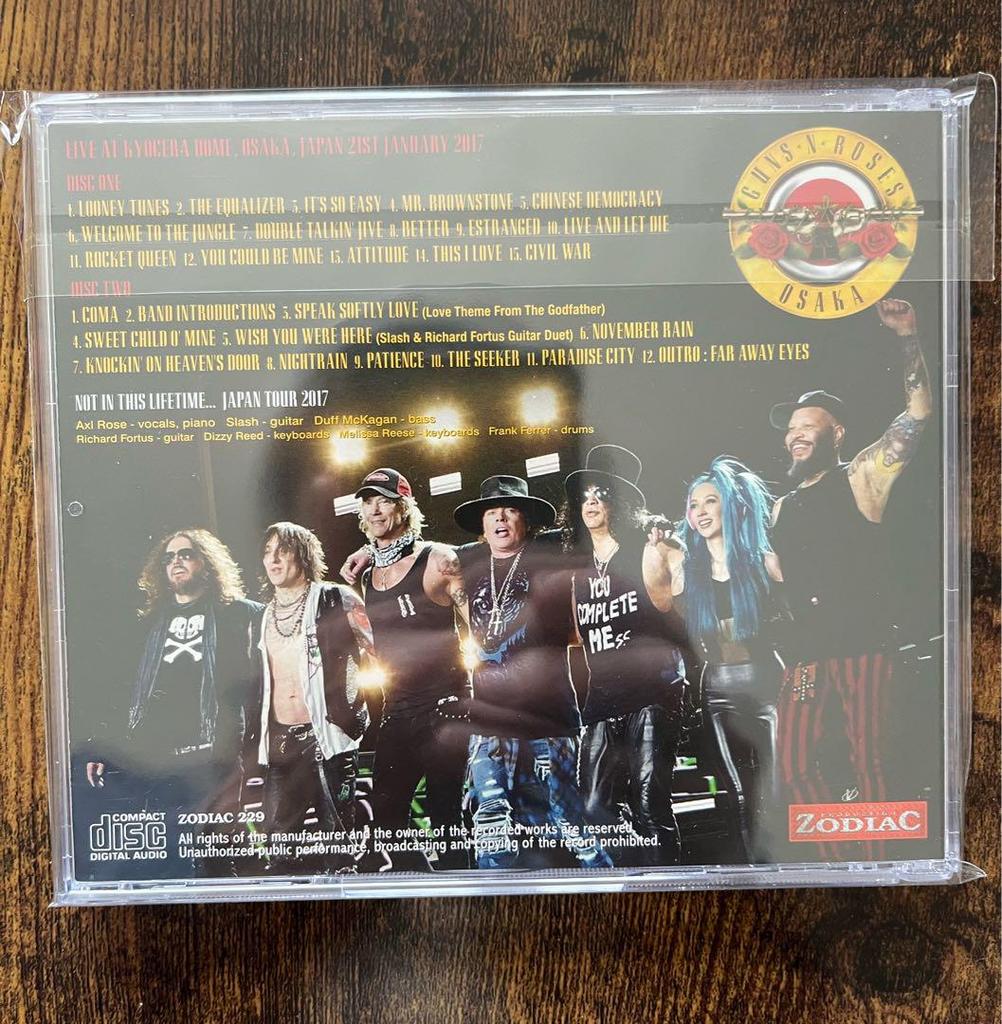 LIVE AT KYOCERA DOME, OSAKA, JAPAN 21ST JANUARY 2017
DISC ONE
1. LOONEY TUNES 2. THE EQUALIZER 3. IT'S SO EASY 4. MR. BROWNSTONE 5. CHINESE DEMOCRACY
6. WELCOME TO THE JUNGLE 7. DOUBLE TALKIN' JIVE 8. BETTER 9. ESTRANGED 10. LIVE AND LET DIE
11. ROCKET QUEEN 12. YOU COULD BE MINE 13. ATTITUDE 14. THIS I LOVE 15. CIVIL WAR
GUNS·N·ROSES
OSAKA
DISC TWO
1. COMA 2. BAND INTRODUCTIONS 3. SPEAK SOFTLY LOVE (Love Theme From The Godfather)
4. SWEET CHILD O' MINE 5. WISH YOU WERE HERE (Slash & Richard Fortus Guitar Duet) 6. NOVEMBER RAIN
7. KNOCKIN' ON HEAVEN'S DOOR 8. NIGHTRAIN 9. PATIENCE 10. THE SEEKER 11. PARADISE CITY 12. OUTRO : FAR AWAY EYES
NOT IN THIS LIFETIME... JAPAN TOUR 2017
Axl Rose - vocals, piano Slash - guitar Duff McKagan - bass
Richard Fortus - guitar Dizzy Reed - keyboards Melissa Reese - keyboards Frank Ferrer - drums
YOU
COMPLETE
ME
COMPACT
disc
DIGITAL AUDIO
ZODIAC 229
All rights of the manufacturer and the owner of the recorded works are reserved.
Unauthorized public performance, broadcasting and copying of the record prohibited.
ZODIAC